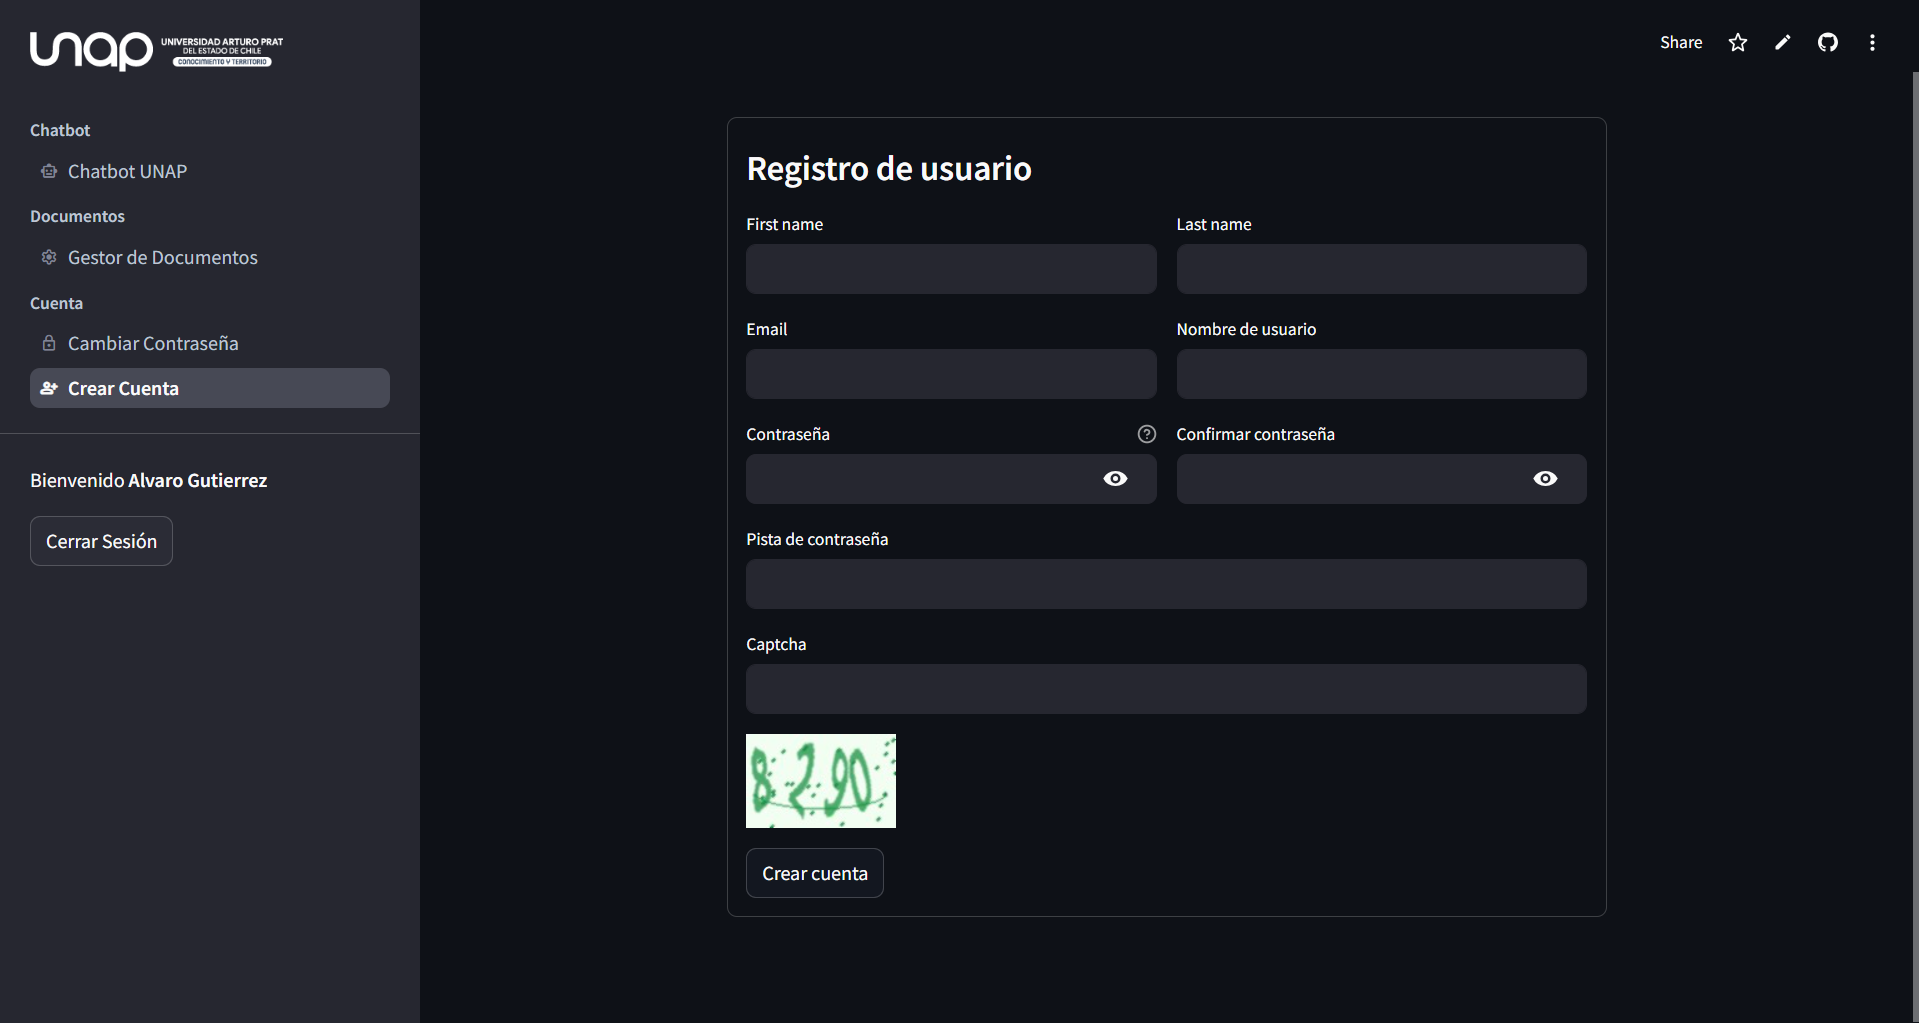 unap UNIVERSIDAD ARTURO PRAT
DEL ESTADO DE CHILE
CONOCIMIENTO Y TERRITORIO
Chatbot
Chatbot UNAP
Documentos
Gestor de Documentos
Cuenta
Cambiar Contraseña
Crear Cuenta
Bienvenido Alvaro Gutierrez
Cerrar Sesión
Share
Registro de usuario
First name
Last name
Email
Nombre de usuario
Contraseña
Confirmar contraseña
Pista de contraseña
Captcha
8290
Crear cuenta